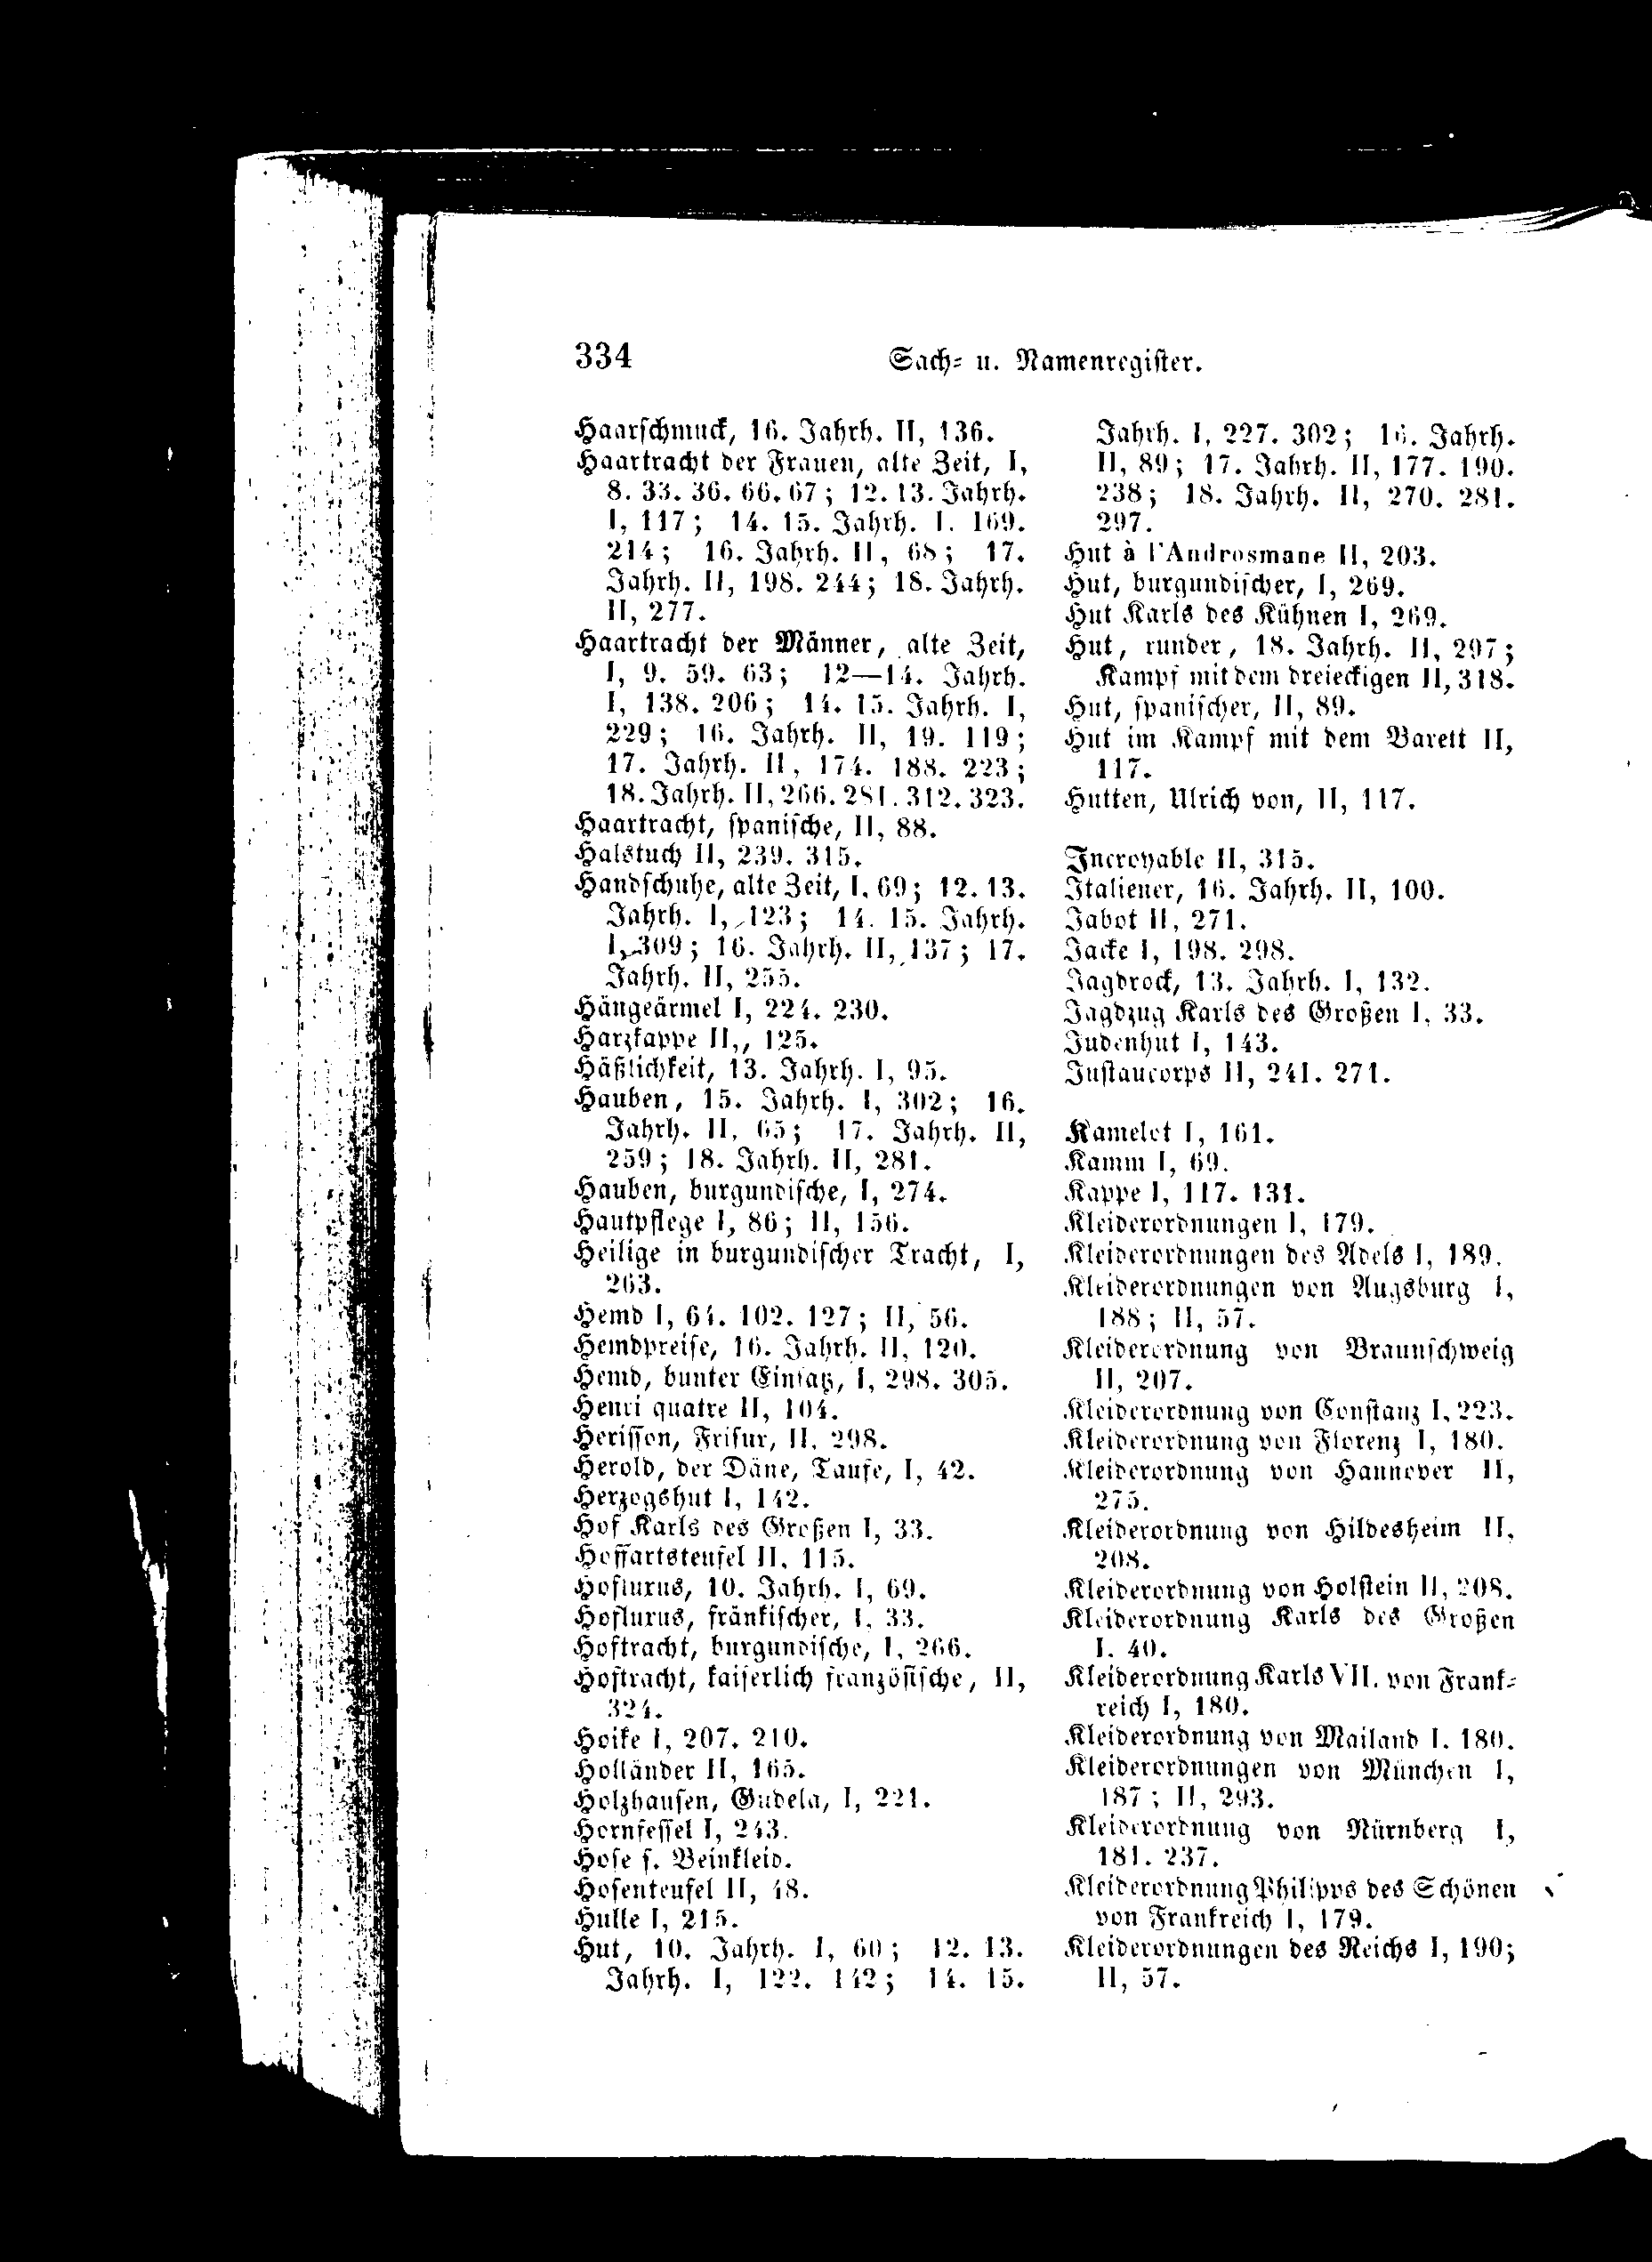 334
Sach- u. Namenregister.
Haarschmuck, 16. Jahrh. II, 136.
Haartracht der Frauen, alte Zeit, I,
8. 33. 36. 66. 67; 12. 13. Jahrh.
I, 117; 14. 15. Jahrh. I. 169.
214; 16. Jahrh. II, 68; 17.
Jahrh. II, 198. 244; 18. Jahrh.
II, 277.
Haartracht der Männer, alte Zeit,
I, 9. 59. 63; 12—14. Jahrh.
I, 138. 206; 14. 15. Jahrh. I,
229; 16. Jahrh. II, 19. 119;
17. Jahrh. II, 174. 188. 223;
18. Jahrh. II, 266. 281. 312. 323.
Haartracht, spanische, II, 88.
Halstuch II, 239. 315.
Handschuhe, alte Zeit, I, 69; 12. 13.
Jahrh. I, 123; 14. 15. Jahrh.
I, 309; 16. Jahrh. II, 137; 17.
Jahrh. II, 255.
Hängeärmel I, 224. 230.
Harzkappe II,, 125.
Häßlichkeit, 13. Jahrh. I, 95.
Hauben, 15. Jahrh. I, 302; 16.
Jahrh. II, 65; 17. Jahrh. II,
259; 18. Jahrh. II, 281.
Hauben, burgundische, I, 274.
Hautpflege I, 86; II, 156.
Heilige in burgundischer Tracht, I,
263.
Hemd I, 64. 102. 127; II, 56.
Hemdpreise, 16. Jahrh. II, 120.
Hemd, bunter Einsatz, I, 298. 305.
Henri quatre II, 104.
Herisson, Frisur, II, 298.
Herold, der Däne, Taufe, I, 42.
Herzogshut I, 142.
Hof Karls des Großen I, 33.
Hoffartsteufel II, 115.
Hofluxus, 10. Jahrh. I, 69.
Hofluxus, fränkischer, I, 33.
Hoftracht, burgundische, I, 266.
Hoftracht, kaiserlich französische, II,
324.
Hoike I, 207. 210.
Holländer II, 165.
Holzhausen, Gudela, I, 221.
Hornfessel I, 243.
Hose s. Beinkleid.
Hosenteufel II, 48.
Hulle I, 215.
Hut, 10. Jahrh. I, 60; 12. 13.
Jahrh. I, 122. 142; 14. 15.
Jahrh. I, 227. 302; 16. Jahrh.
II, 89; 17. Jahrh. II, 177. 190.
238; 18. Jahrh. II, 270. 281.
297.
Hut à l'Androsmane II, 203.
Hut, burgundischer, I, 269.
Hut Karls des Kühnen I, 269.
Hut, runder, 18. Jahrh. II, 297;
Kampf mit dem dreieckigen II, 318.
Hut, spanischer, II, 89.
Hut im Kampf mit dem Barett II,
117.
Hutten, Ulrich von, II, 117.
Incroyable II, 315.
Italiener, 16. Jahrh. II, 100.
Jabot II, 271.
Jacke I, 198. 298.
Jagdrock, 13. Jahrh. I, 132.
Jagdzug Karls des Großen I, 33.
Judenhut I, 143.
Justaucorps II, 241. 271.
Kamelot I, 161.
Kamm I, 69.
Kappe I, 117. 131.
Kleiderordnungen I, 179.
Kleiderordnungen des Adels I, 189.
Kleiderordnungen von Augsburg I,
188; II, 57.
Kleiderordnung von Braunschweig
II, 207.
Kleiderordnung von Constanz I, 223.
Kleiderordnung von Florenz I, 180.
Kleiderordnung von Hannover II,
275.
Kleiderordnung von Hildesheim II,
208.
Kleiderordnung von Holstein II, 208.
Kleiderordnung Karls des Großen
I. 40.
Kleiderordnung Karls VII. von Frank-
reich I, 180.
Kleiderordnung von Mailand I. 180.
Kleiderordnungen von München I,
187; II, 293.
Kleiderordnung von Nürnberg I,
181. 237.
Kleiderordnung Philipps des Schönen
von Frankreich I, 179.
Kleiderordnungen des Reichs I, 190;
II, 57.